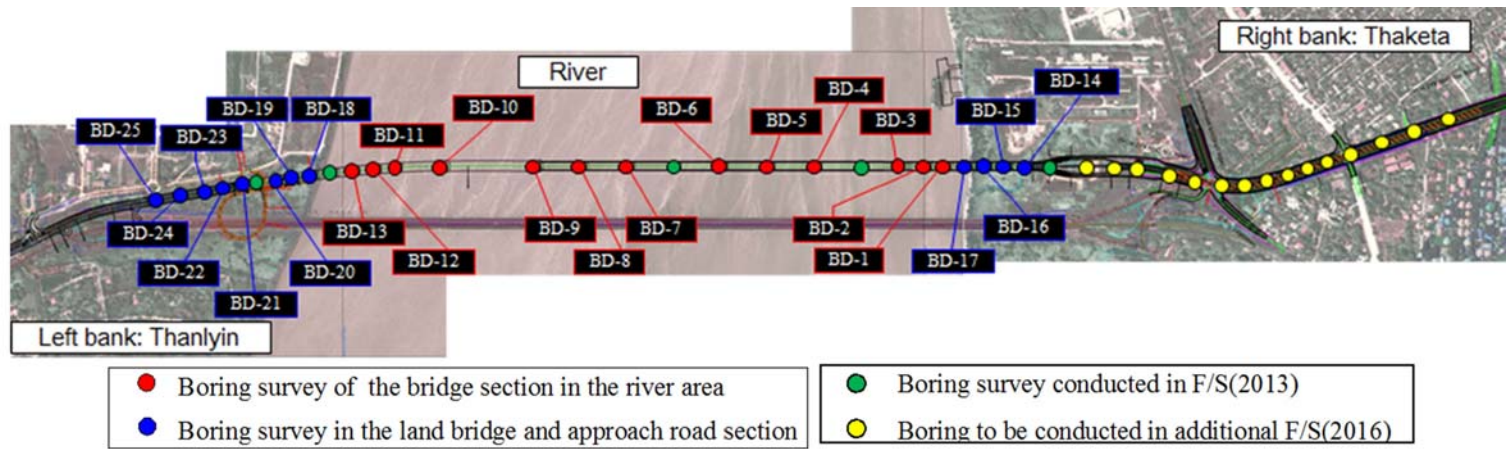 Right bank: Thaketa
River
BD-19
BD-18
BD-10
BD-6
BD-4
BD-14
BD-25
BD-23
BD-11
BD-5
BD-3
BD-15
BD-24
BD-13
BD-9
BD-7
BD-2
BD-16
BD-22
BD-20
BD-12
BD-8
BD-1
BD-17
BD-21
Left bank: Thanlyin
Boring survey of the bridge section in the river area
Boring survey in the land bridge and approach road section
Boring survey conducted in F/S(2013)
Boring to be conducted in additional F/S(2016)